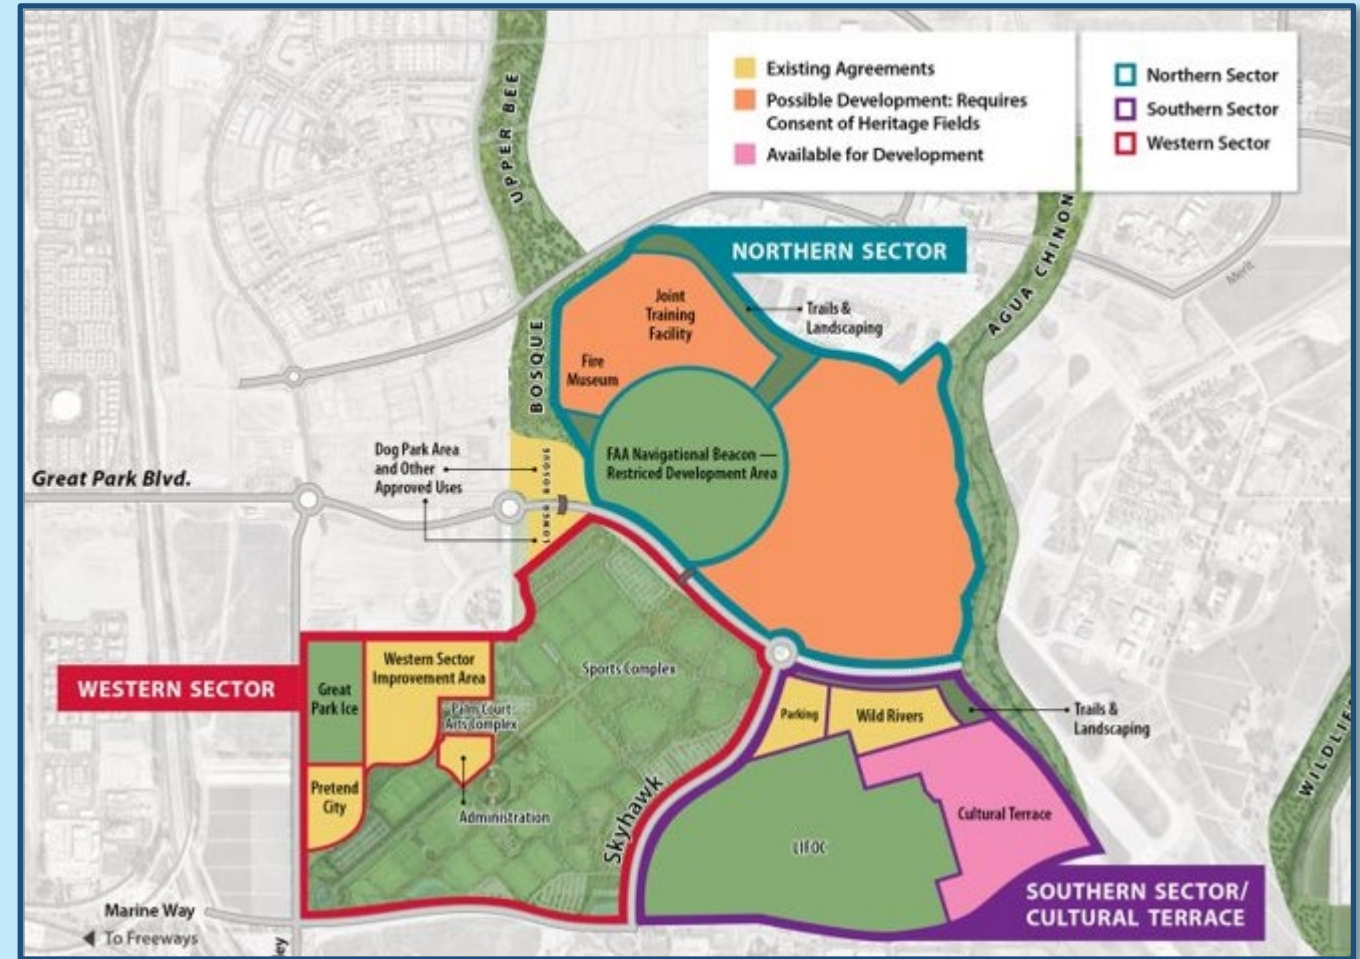 Existing Agreements
Possible Development: Requires
Consent of Heritage Fields
Available for Development
Northern Sector
Southern Sector
Western Sector
UPPER BEE
BOSQUE
NORTHERN SECTOR
AGUA CHINON
Merit
Joint
Training
Facility
Trails &
Landscaping
Fire
Museum
FAA Navigational Beacon —
Restriced Development Area
Dog Park Area
and Other
Approved Uses
LOWER BOSQUE
Great Park Blvd.
WESTERN SECTOR
Great
Park Ice
Western Sector
Improvement Area
Palm Court
Arts Complex
Sports Complex
Pretend
City
Administration
Skyhawk
Parking
Wild Rivers
Trails &
Landscaping
Cultural Terrace
LIFOC
WILDLIF
SOUTHERN SECTOR/
CULTURAL TERRACE
Marine Way
To Freeways
ey